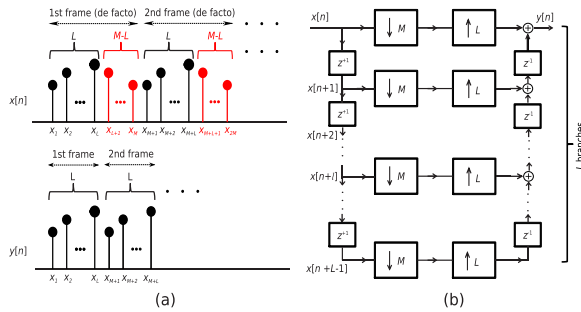 1st frame (de facto) 2nd frame (de facto)
L M-L L M-L
x[n]
x1 x2 xL xL+1 xM xM+1 xM+2 xM+L xM+L+1 x2M
1st frame 2nd frame
L L
y[n]
x1 x2 xL xM+1 xM+2 xM+L
(a)
x[n] ↓ M ↑ L + y[n]
z+1 z-1
x[n+1] ↓ M ↑ L +
z+1 z-1
x[n+2]
x[n+i] ↓ M ↑ L +
z+1 z-1
x[n+L-1] ↓ M ↑ L
L branches
(b)